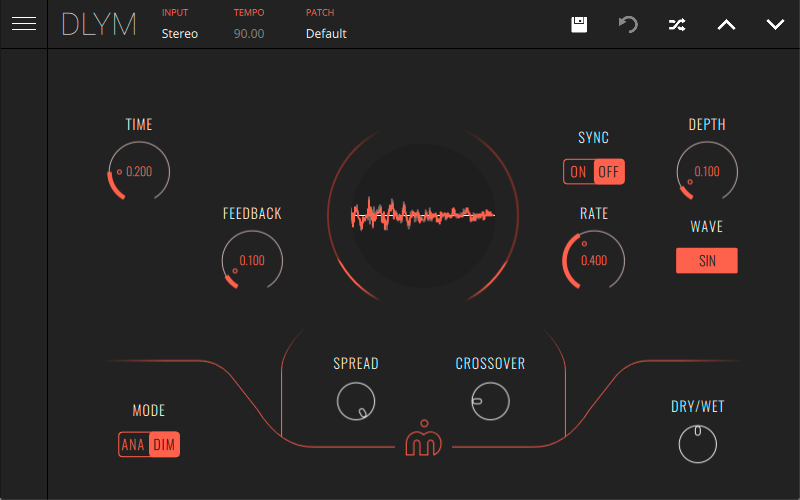 DLYM
INPUT
Stereo
TEMPO
90.00
PATCH
Default
TIME
0.200
FEEDBACK
0.100
SYNC
ON OFF
RATE
0.400
DEPTH
0.100
WAVE
SIN
SPREAD
CROSSOVER
MODE
ANA DIM
DRY/WET